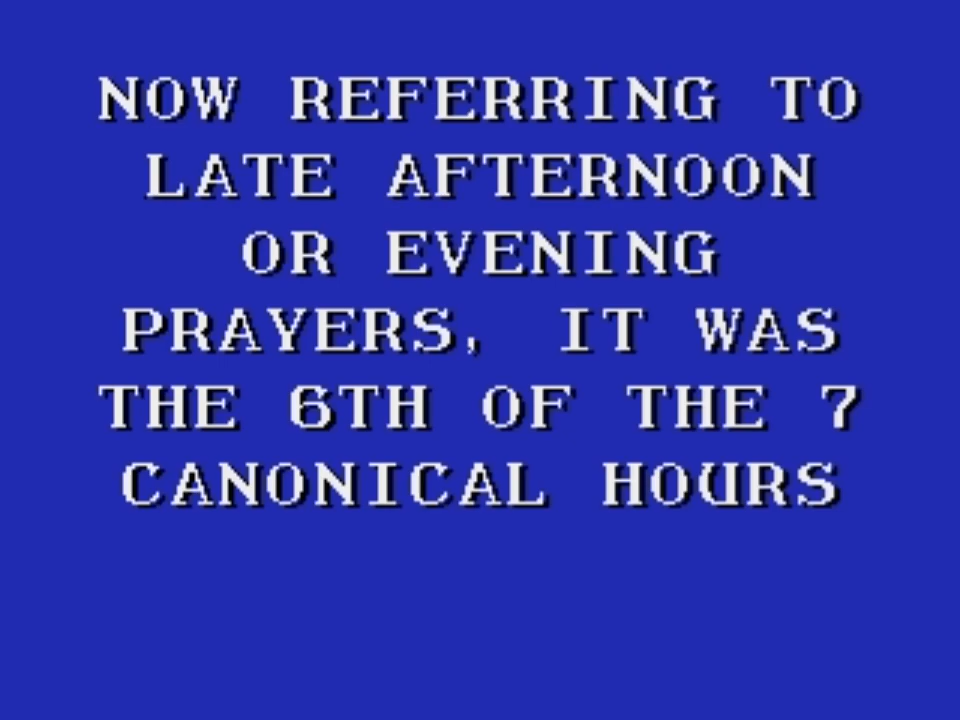 NOW REFERRING TO
LATE AFTERNOON
OR EVENING
PRAYERS, IT WAS
THE 6TH OF THE 7
CANONICAL HOURS